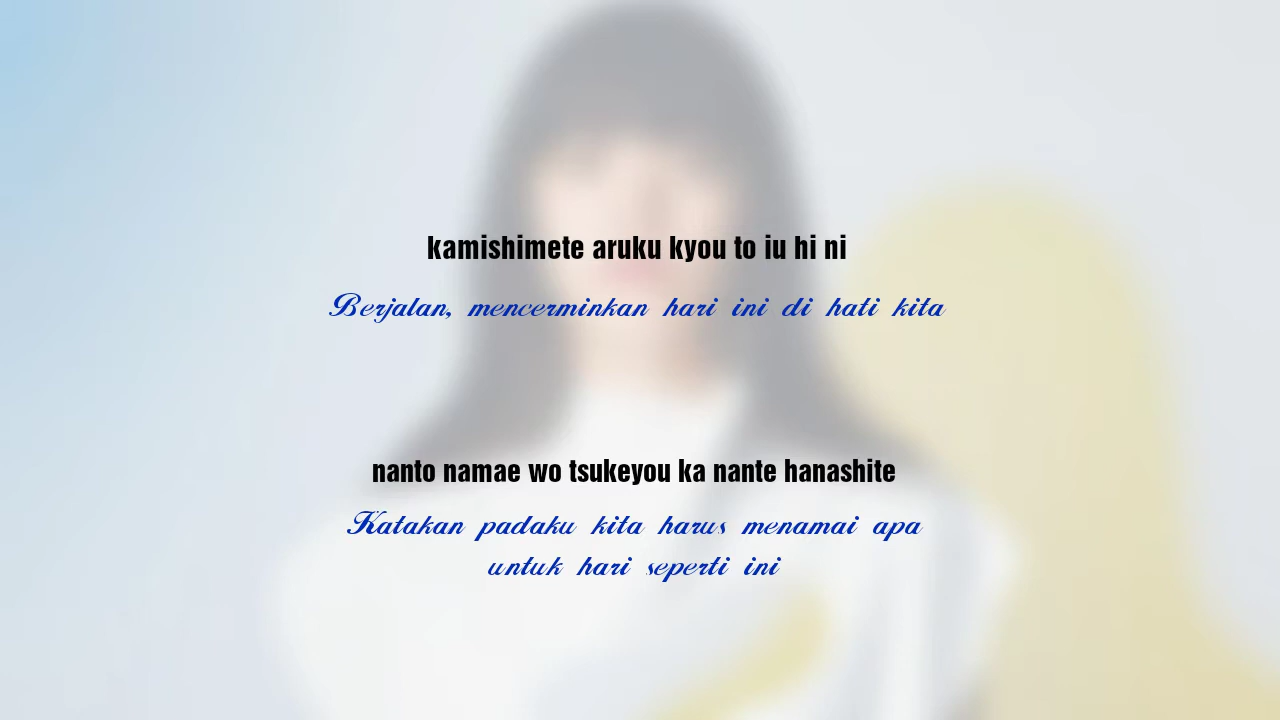 kamishimete aruku kyou to iu hi ni
Berjalan, mencerminkan hari ini di hati kita
nanto namae wo tsukeyou ka nante hanashite
Katakan padaku kita harus menamai apa
untuk hari seperti ini